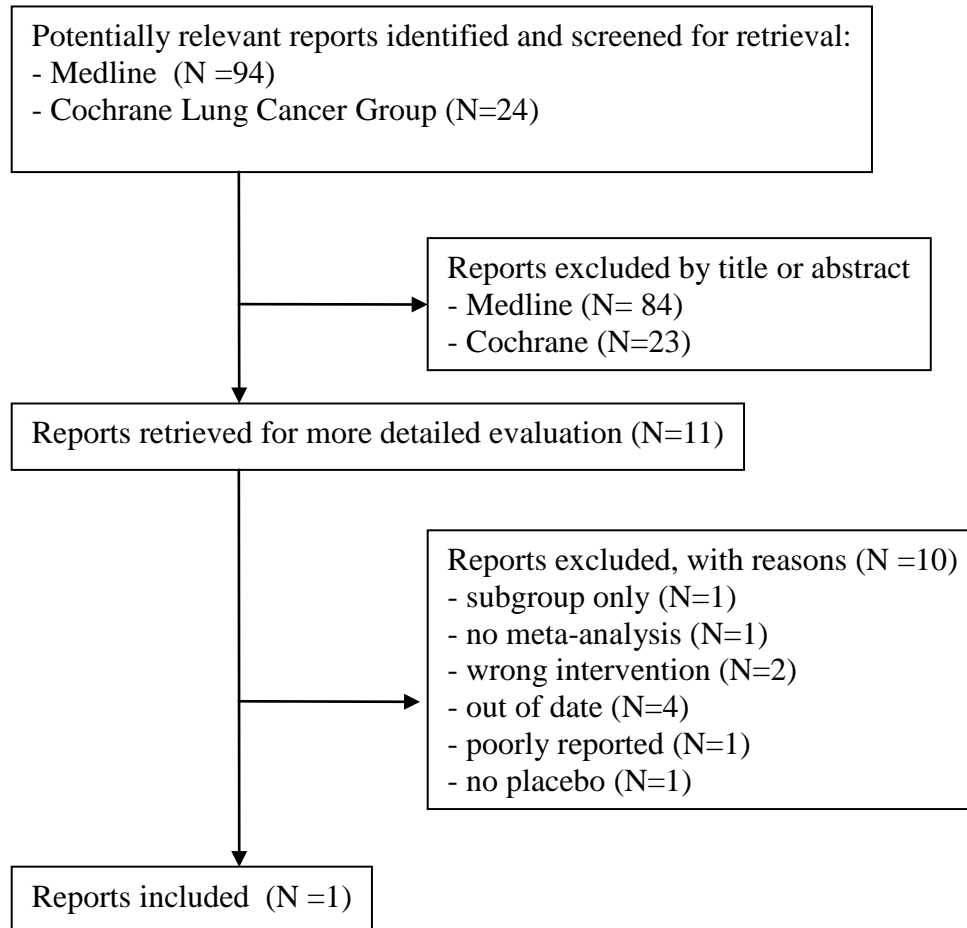 Potentially relevant reports identified and screened for retrieval:
- Medline  (N =94)
- Cochrane Lung Cancer Group (N=24)
Reports excluded by title or abstract
- Medline (N= 84)
- Cochrane (N=23)
Reports retrieved for more detailed evaluation (N=11)
Reports excluded, with reasons (N =10)
- subgroup only (N=1)
- no meta-analysis (N=1)
- wrong intervention (N=2)
- out of date (N=4)
- poorly reported (N=1)
- no placebo (N=1)
Reports included  (N =1)